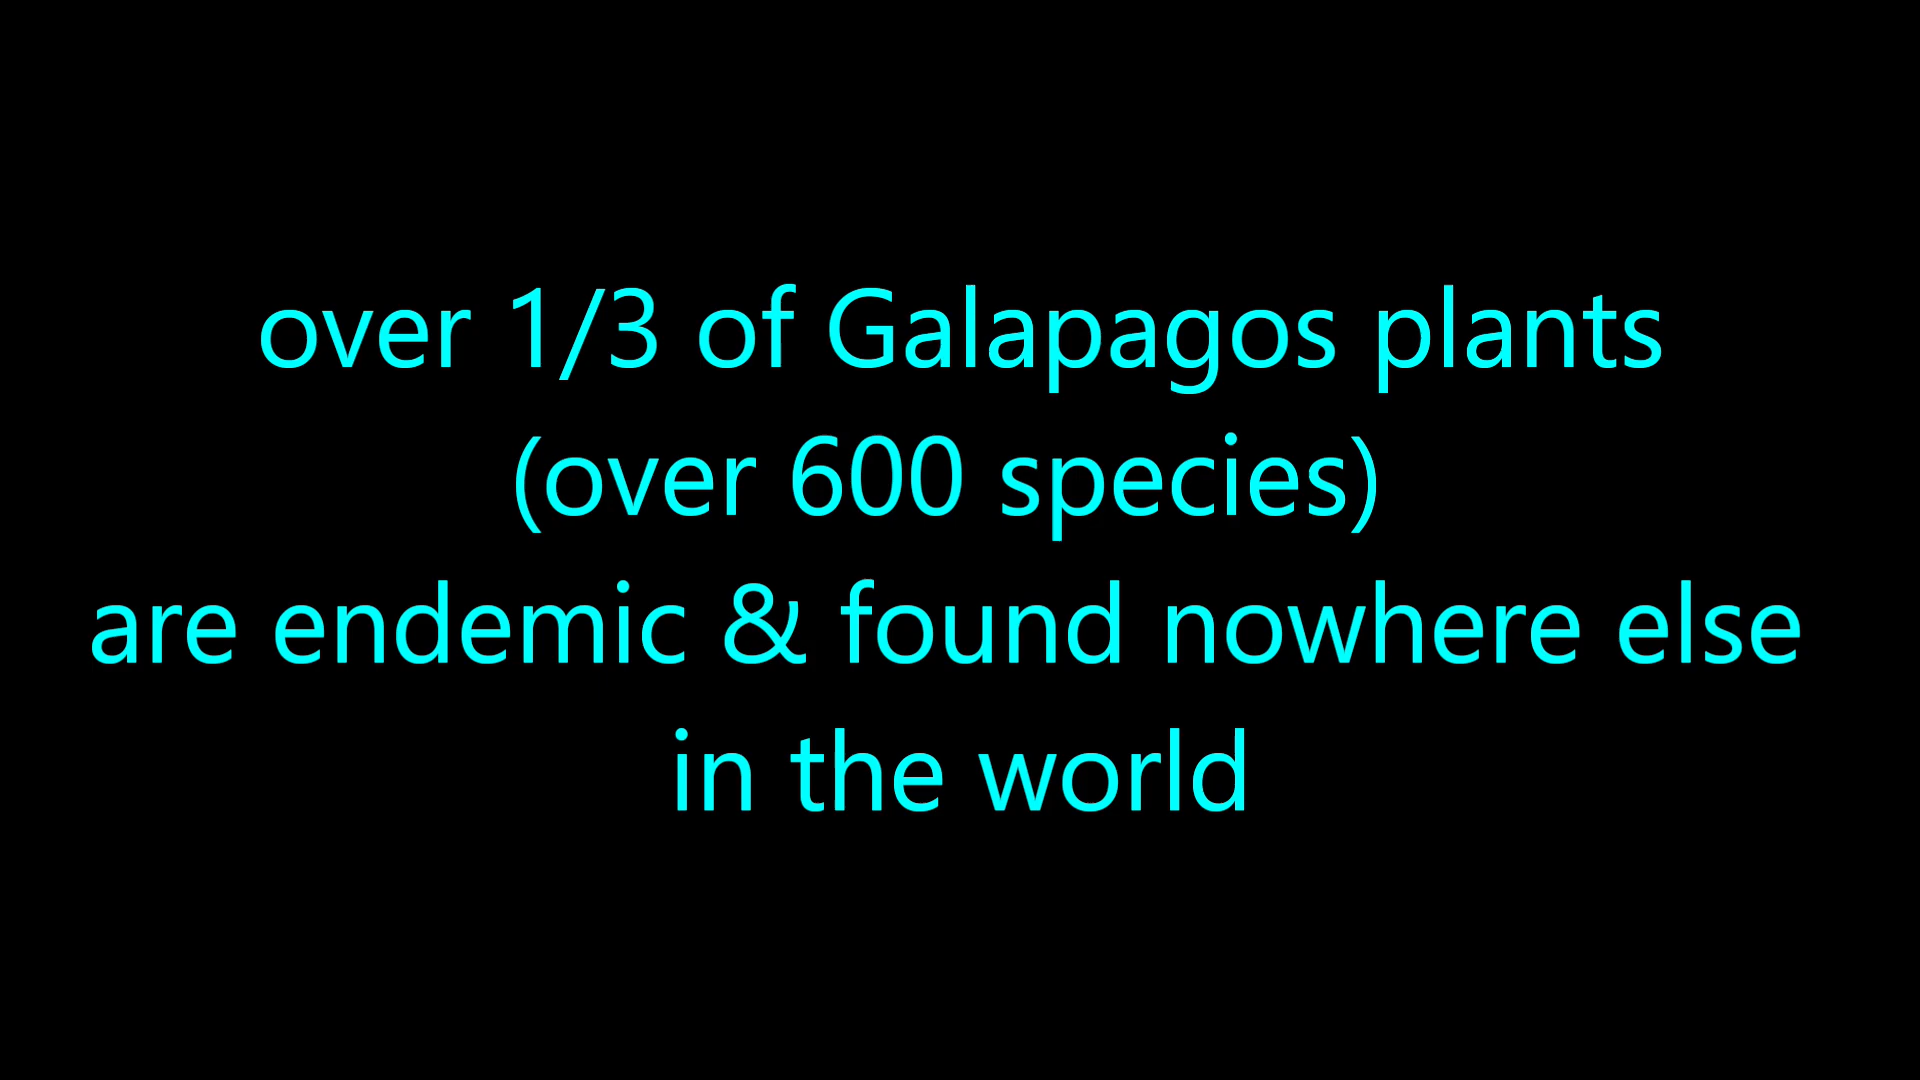 over 1/3 of Galapagos plants
(over 600 species)
are endemic & found nowhere else
in the world